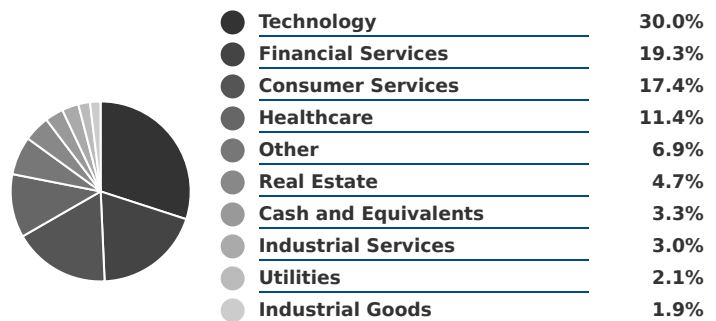 Technology 30.0%
Financial Services 19.3%
Consumer Services 17.4%
Healthcare 11.4%
Other 6.9%
Real Estate 4.7%
Cash and Equivalents 3.3%
Industrial Services 3.0%
Utilities 2.1%
Industrial Goods 1.9%